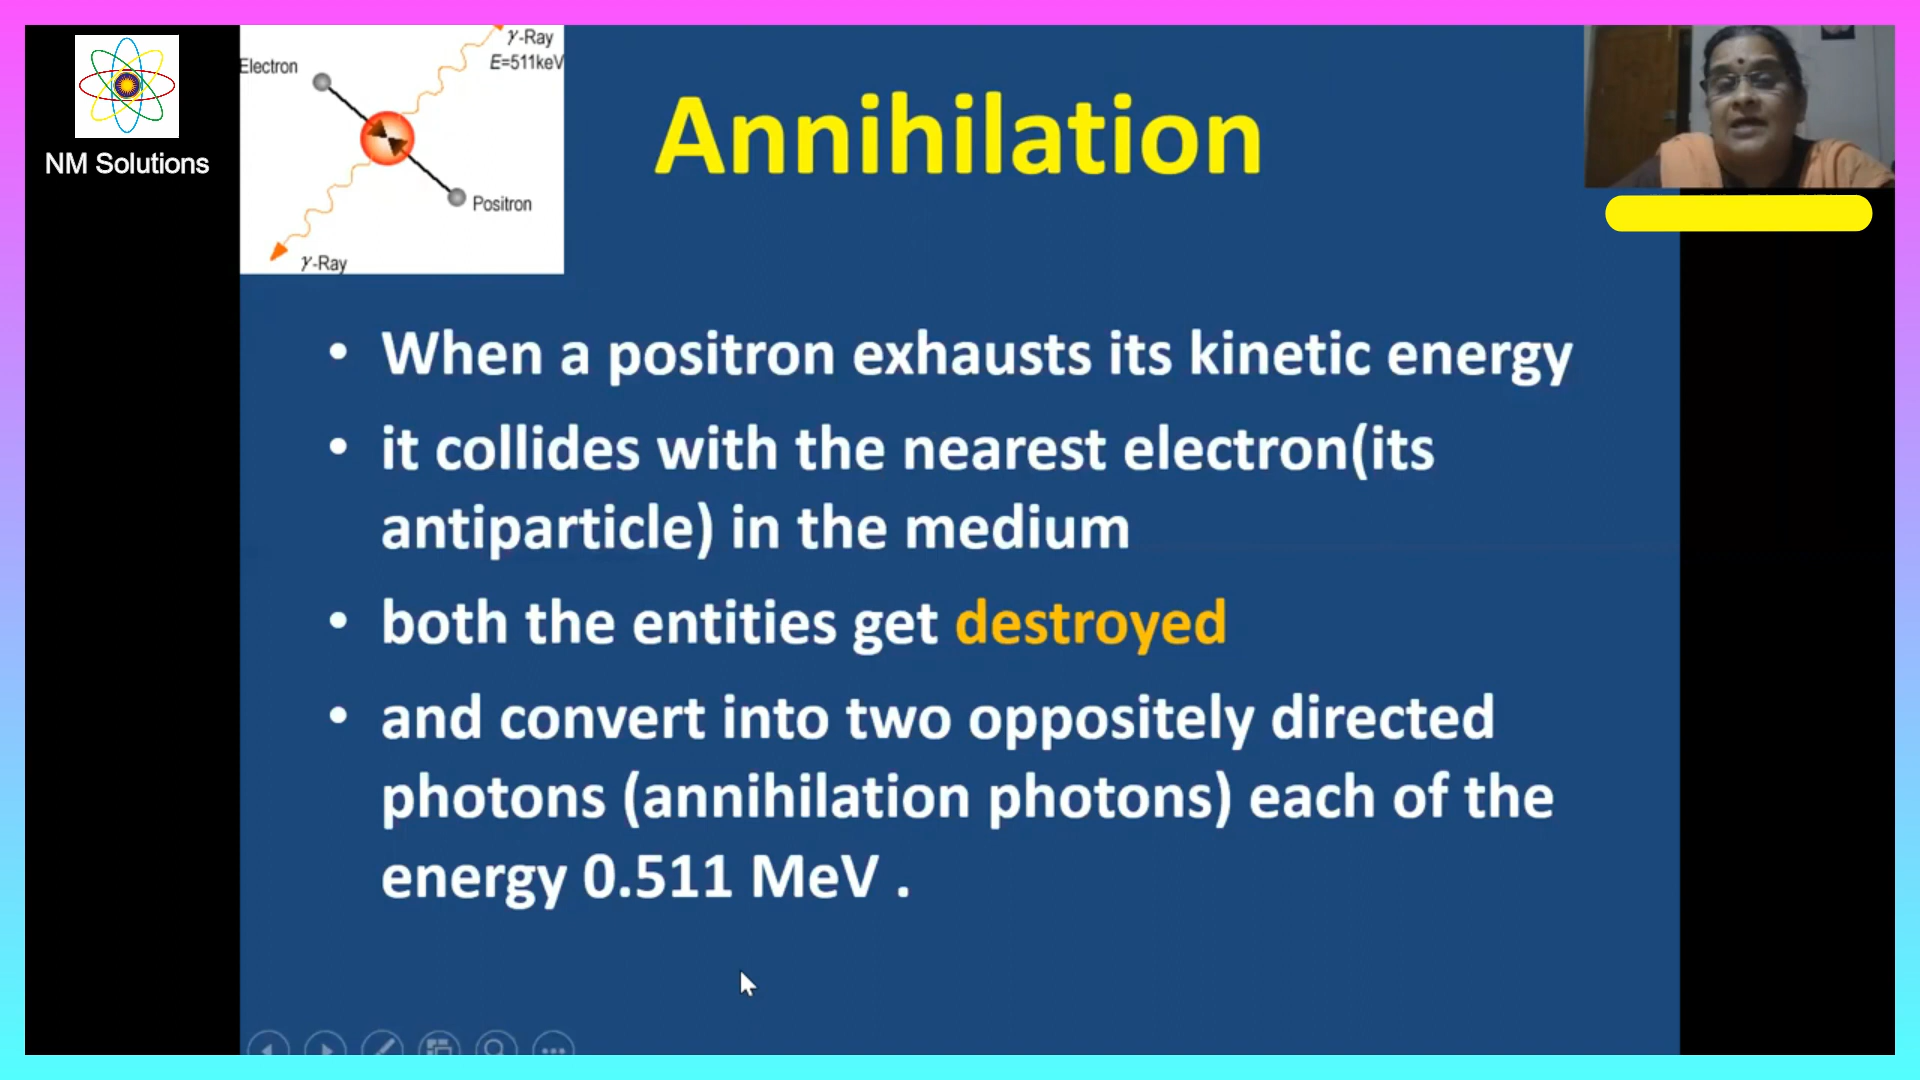 NM Solutions
Electron
γ-Ray
E=511keV
Positron
γ-Ray
Annihilation
• When a positron exhausts its kinetic energy
• it collides with the nearest electron(its
antiparticle) in the medium
• both the entities get destroyed
• and convert into two oppositely directed
photons (annihilation photons) each of the
energy 0.511 MeV .